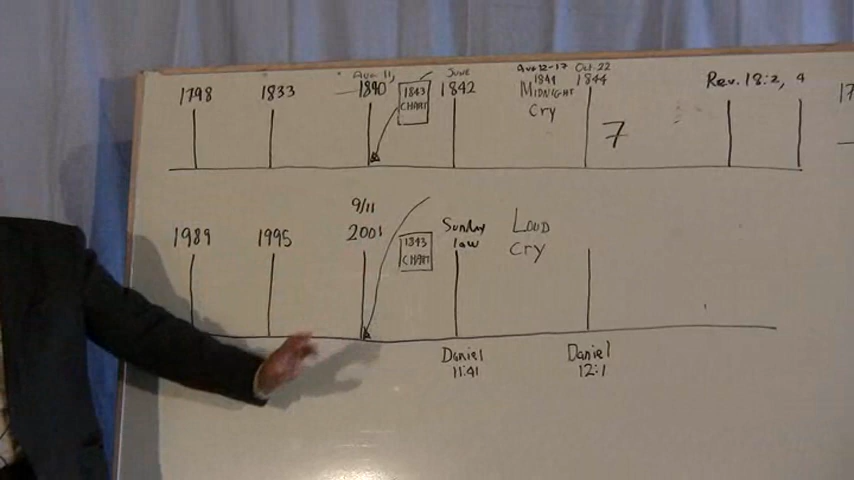 1798
1833
Aug 11,
1840
1843
CHART
June
1842
Aug 12-17
1844
MIDNIGHT
Cry
Oct. 22
1844
7
Rev. 18:2, 4
17
1989
1995
9/11
2001
1843
CHART
Sunday
law
LOUD
Cry
Daniel
11:41
Daniel
12:1